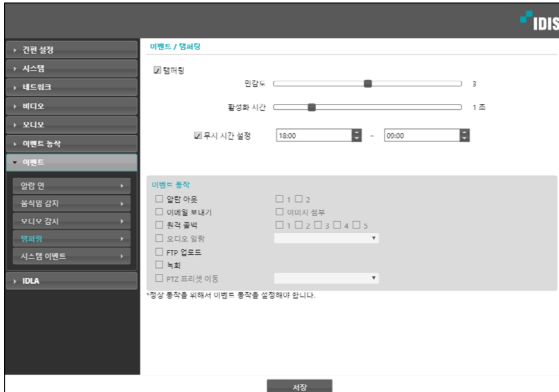 IDIS
간편 설정
시스템
네트워크
비디오
오디오
이벤트 동작
이벤트
알람 인
움직임 감지
오디오 감지
탬퍼링
시스템 이벤트
IDLA
이벤트 / 탬퍼링
탬퍼링
민감도 3
활성화 시간 1 초
무시 시간 설정 18:00 ~ 09:00
이벤트 동작
알람 아웃 1 2
이메일 보내기 이미지 첨부
원격 콜백 1 2 3 4 5
오디오 알람
FTP 업로드
녹화
PTZ 프리셋 이동
*정상 동작을 위해서 이벤트 동작을 설정해야 합니다.
저장